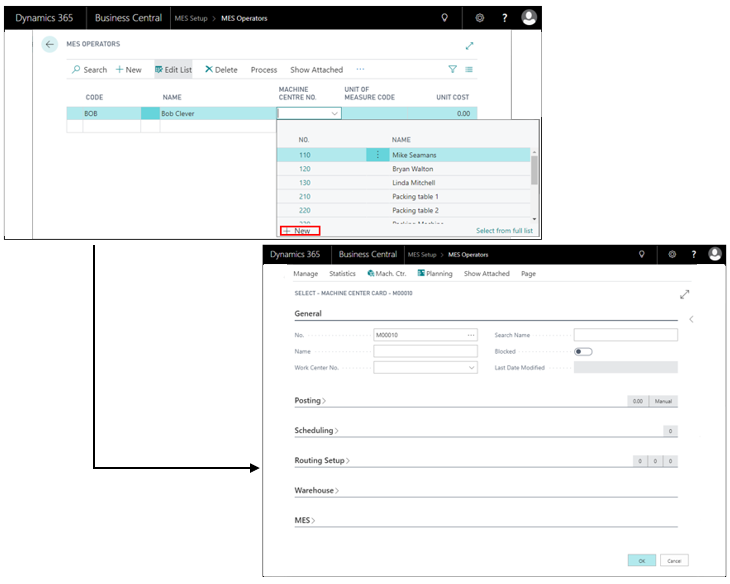 Dynamics 365 Business Central MES Setup > MES Operators ?
MES OPERATORS
Search + New Edit List Delete Process Show Attached ...
CODE NAME MACHINE CENTRE NO. UNIT OF MEASURE CODE UNIT COST
BOB Bob Clever 0.00
NO. NAME
110 Mike Seamans
120 Bryan Walton
130 Linda Mitchell
210 Packing table 1
220 Packing table 2
Packing Machine
+ New Select from full list
Dynamics 365 Business Central MES Setup > MES Operators ?
Manage Statistics Mach. Ctr. Planning Show Attached Page
SELECT - MACHINE CENTER CARD - M00010
General
No. M00010 ... Search Name
Name Blocked
Work Center No. Last Date Modified
Posting > 0.00 Manual
Scheduling > 0
Routing Setup > 0 0 0
Warehouse >
MES >
OK Cancel